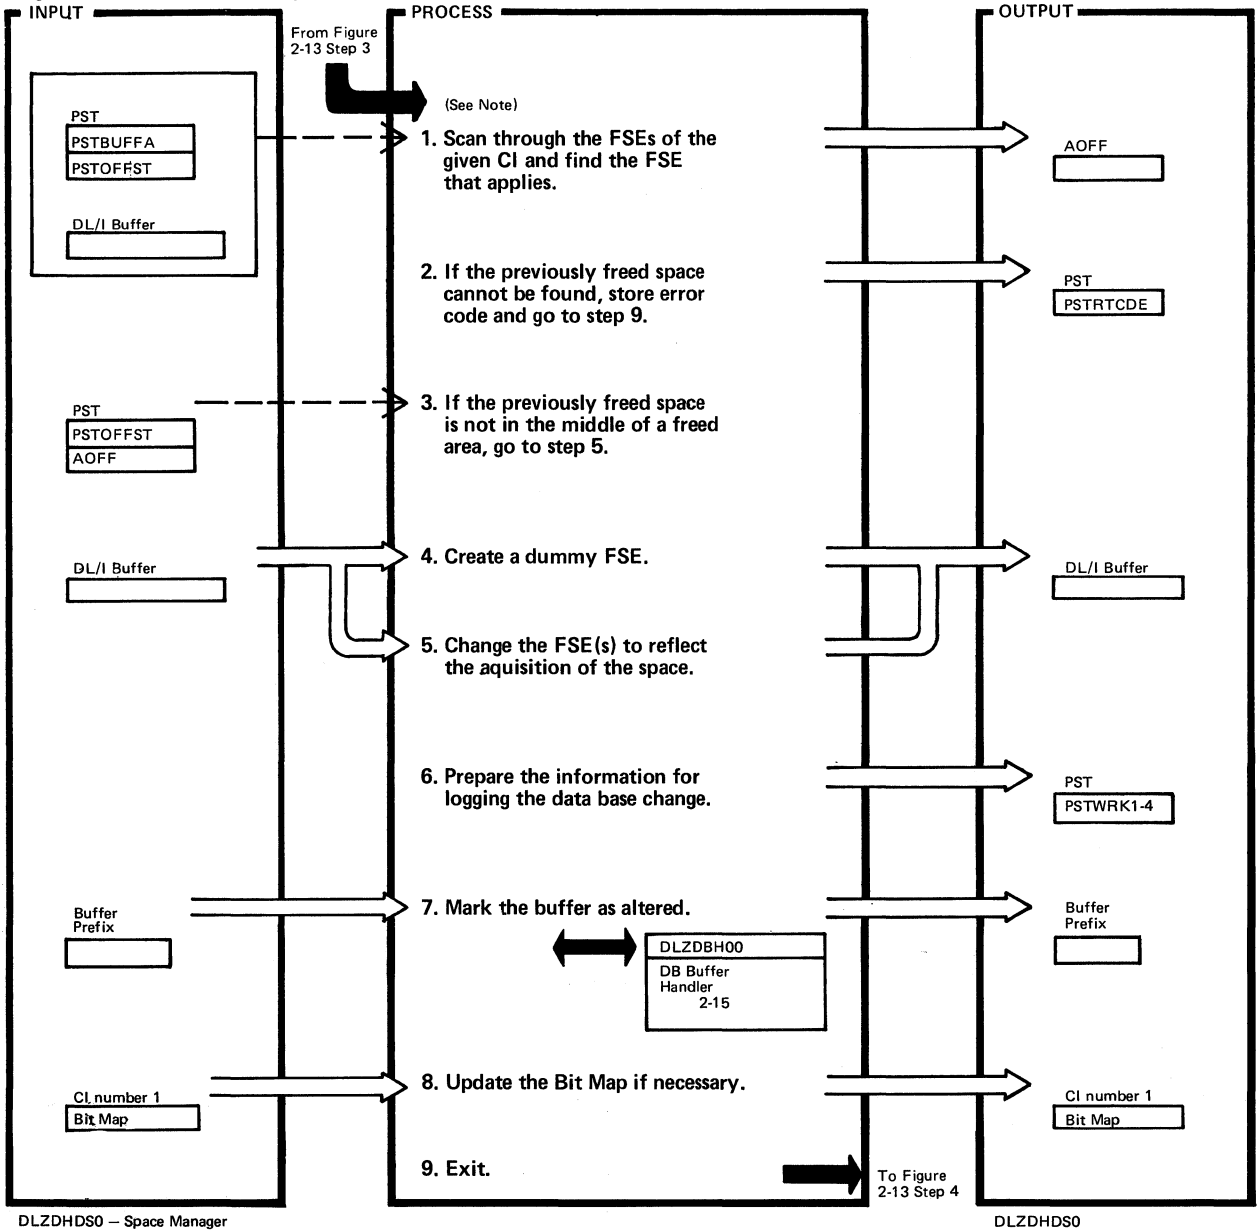 INPUT
PROCESS
OUTPUT
From Figure
2-13 Step 3
(See Note)
PST
PSTBUFFA
PSTOFFST
DL/I Buffer
1. Scan through the FSEs of the
given CI and find the FSE
that applies.
AOFF
2. If the previously freed space
cannot be found, store error
code and go to step 9.
PST
PSTRTCDE
PST
PSTOFFST
AOFF
3. If the previously freed space
is not in the middle of a freed
area, go to step 5.
DL/I Buffer
4. Create a dummy FSE.
DL/I Buffer
5. Change the FSE(s) to reflect
the aquisition of the space.
6. Prepare the information for
logging the data base change.
PST
PSTWRK1-4
Buffer
Prefix
7. Mark the buffer as altered.
DLZDBH00
DB Buffer
Handler
2-15
Buffer
Prefix
CI number 1
Bit Map
8. Update the Bit Map if necessary.
CI number 1
Bit Map
9. Exit.
To Figure
2-13 Step 4
DLZDHDS0 — Space Manager
DLZDHDS0